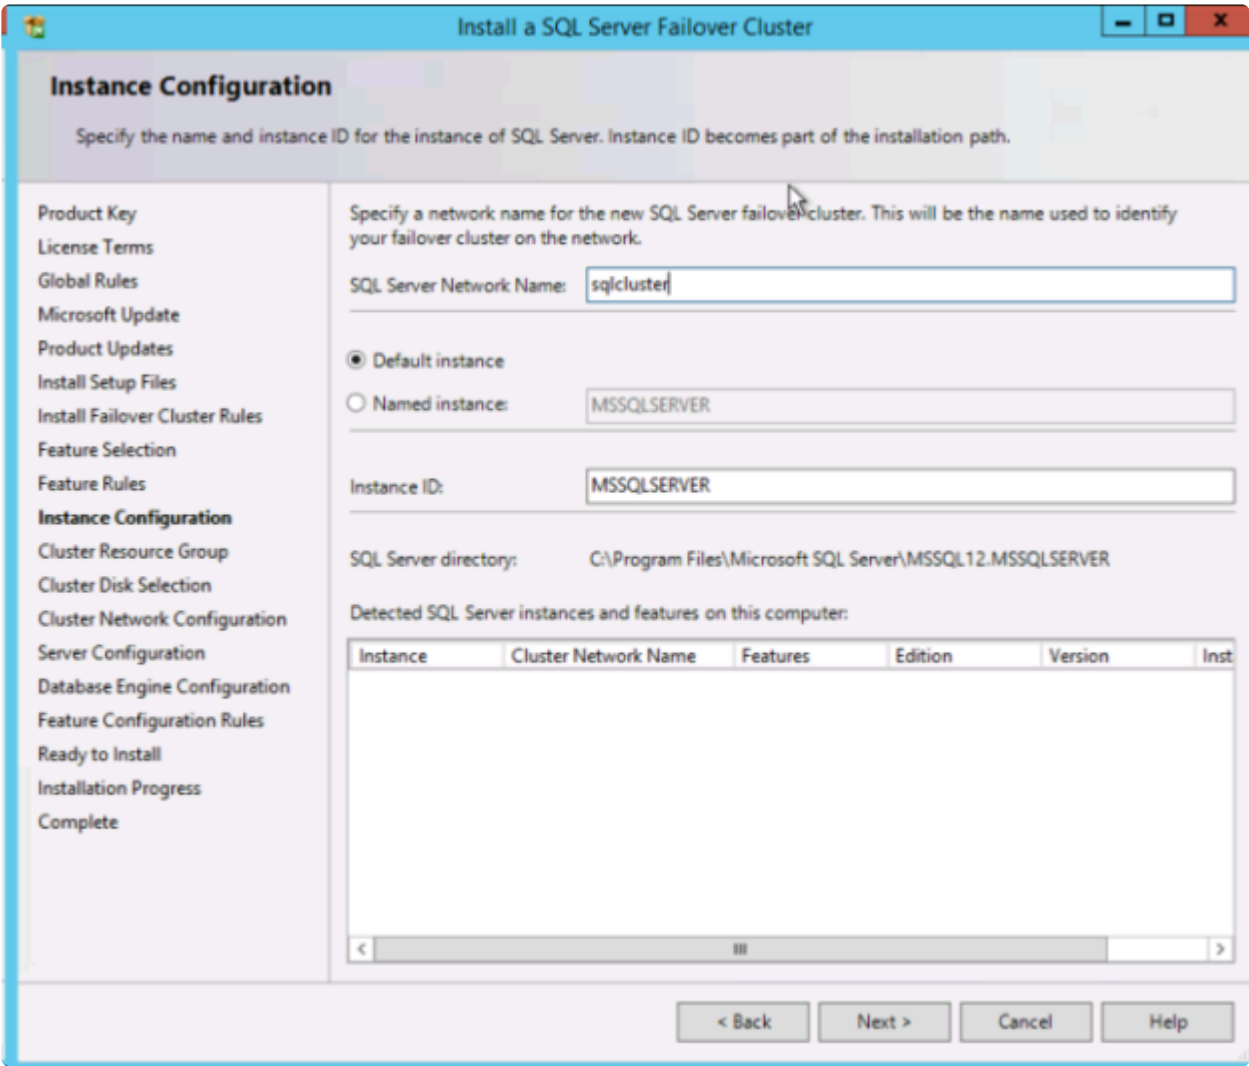 Install a SQL Server Failover Cluster
Instance Configuration
Specify the name and instance ID for the instance of SQL Server. Instance ID becomes part of the installation path.
Product Key
License Terms
Global Rules
Microsoft Update
Product Updates
Install Setup Files
Install Failover Cluster Rules
Feature Selection
Feature Rules
Instance Configuration
Cluster Resource Group
Cluster Disk Selection
Cluster Network Configuration
Server Configuration
Database Engine Configuration
Feature Configuration Rules
Ready to Install
Installation Progress
Complete
Specify a network name for the new SQL Server failover cluster. This will be the name used to identify
your failover cluster on the network.
SQL Server Network Name: sqlcluster
Default instance
Named instance: MSSQLSERVER
Instance ID: MSSQLSERVER
SQL Server directory: C:\Program Files\Microsoft SQL Server\MSSQL12.MSSQLSERVER
Detected SQL Server instances and features on this computer:
Instance Cluster Network Name Features Edition Version Inst
< Back Next > Cancel Help